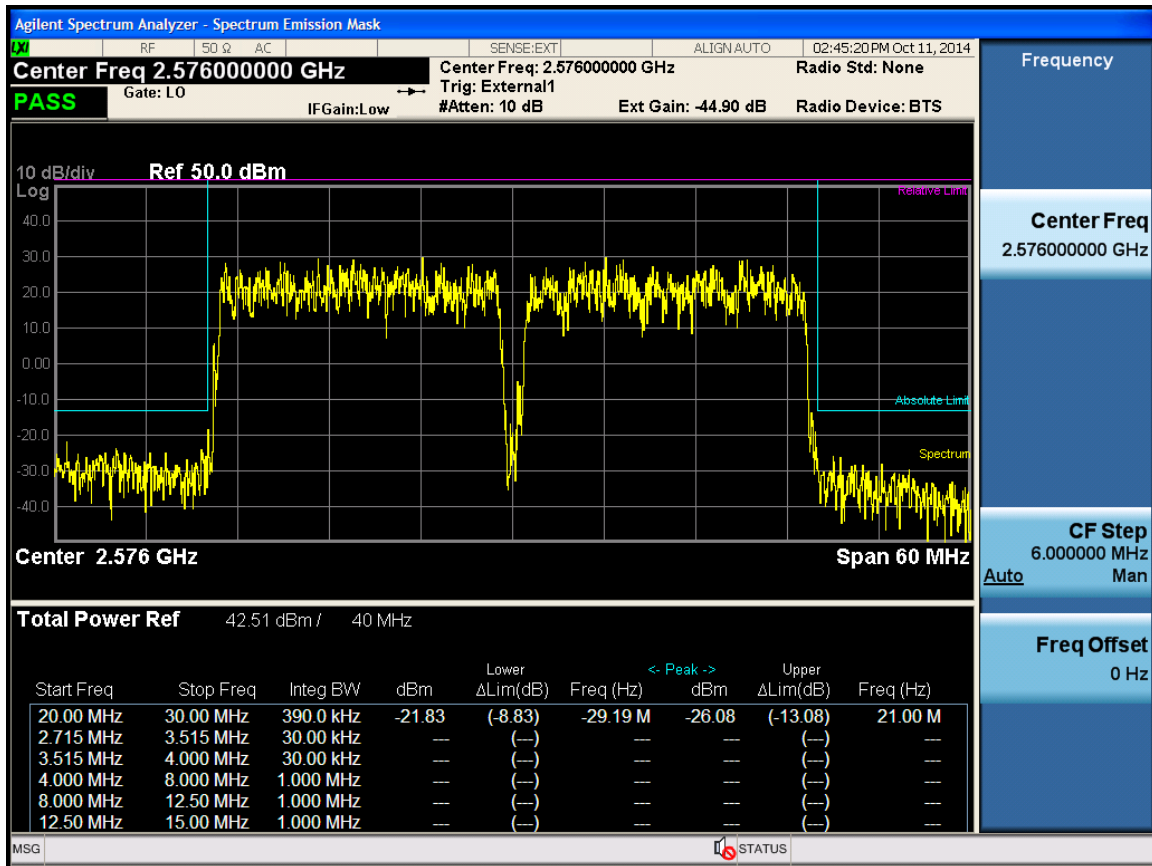 Agilent Spectrum Analyzer - Spectrum Emission Mask
LXI RF 50 Ω AC SENSE:EXT ALIGN AUTO 02:45:20 PM Oct 11, 2014
Center Freq 2.576000000 GHz
Center Freq: 2.576000000 GHz
Radio Std: None
PASS
Gate: LO
Trig: External1
IFGain:Low
#Atten: 10 dB
Ext Gain: -44.90 dB
Radio Device: BTS
10 dB/div Ref 50.0 dBm
Log
Relative Limit
40.0
30.0
20.0
10.0
0.00
-10.0
Absolute Limit
-20.0
Spectrum
-30.0
-40.0
Center 2.576 GHz
Span 60 MHz
Total Power Ref 42.51 dBm / 40 MHz
Lower <- Peak -> Upper
Start Freq Stop Freq Integ BW dBm ΔLim(dB) Freq (Hz) dBm ΔLim(dB) Freq (Hz)
20.00 MHz 30.00 MHz 390.0 kHz -21.83 (-8.83) -29.19 M -26.08 (-13.08) 21.00 M
2.715 MHz 3.515 MHz 30.00 kHz --- (---) --- --- (---) ---
3.515 MHz 4.000 MHz 30.00 kHz --- (---) --- --- (---) ---
4.000 MHz 8.000 MHz 1.000 MHz --- (---) --- --- (---) ---
8.000 MHz 12.50 MHz 1.000 MHz --- (---) --- --- (---) ---
12.50 MHz 15.00 MHz 1.000 MHz --- (---) --- --- (---) ---
MSG STATUS
Frequency
Center Freq
2.576000000 GHz
CF Step
6.000000 MHz
Auto Man
Freq Offset
0 Hz